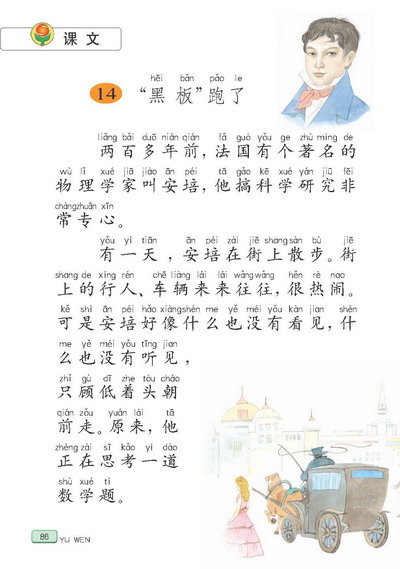 课文
hēi bǎn pǎo le
14 “黑板”跑了
liǎng bǎi duō nián qián fǎ guó yǒu ge zhù míng de
两百多年前，法国有个著名的
wù lǐ xué jiā jiào ān péi tā gǎo kē xué yán jiū fēi
物理学家叫安培，他搞科学研究非
cháng zhuān xīn
常专心。
yǒu yì tiān ān péi zài jiē shang sàn bù jiē
有一天，安培在街上散步。街
shang de xíng rén chē liàng lái lái wǎng wǎng hěn rè nao
上的行人、车辆来来往往，很热闹。
kě shì ān péi hǎo xiàng shén me yě méi yǒu kàn jiàn shén
可是安培好像什么也没有看见，什
me yě méi yǒu tīng jiàn
么也没有听见，
zhǐ gù dī zhe tóu cháo
只顾低着头朝
qián zǒu yuán lái tā
前走。原来，他
zhèng zài sī kǎo yí dào
正在思考一道
shù xué tí
数学题。
86 YU WEN